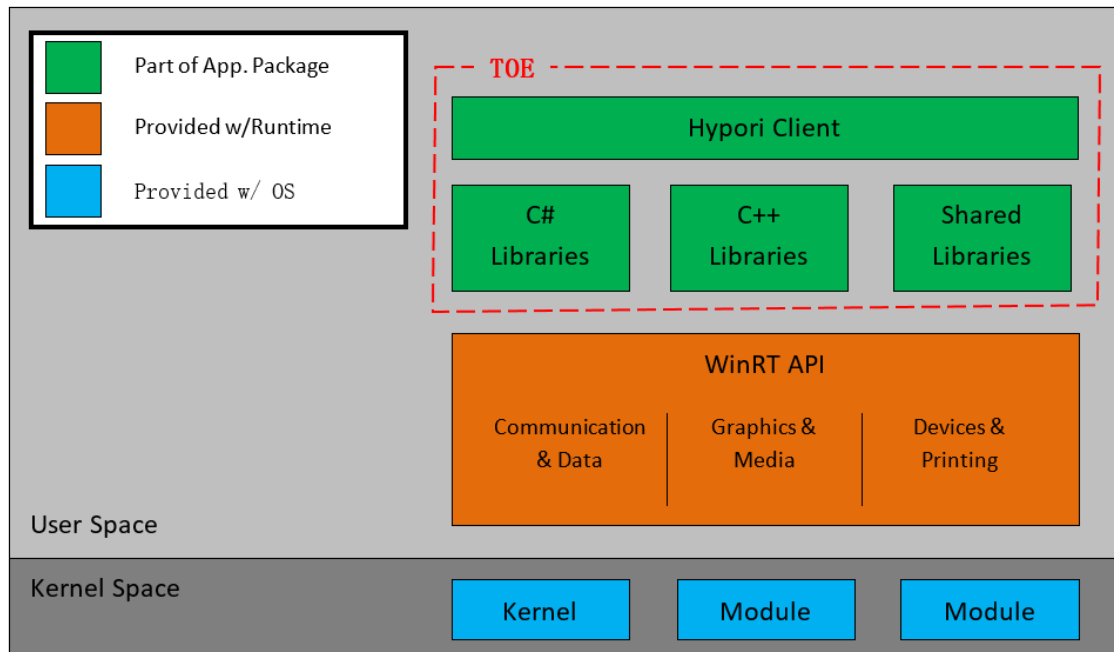 Part of App. Package
Provided w/Runtime
Provided w/ OS
TOE
Hypori Client
C#
Libraries
C++
Libraries
Shared
Libraries
WinRT API
Communication
& Data
Graphics &
Media
Devices &
Printing
User Space
Kernel Space
Kernel
Module
Module